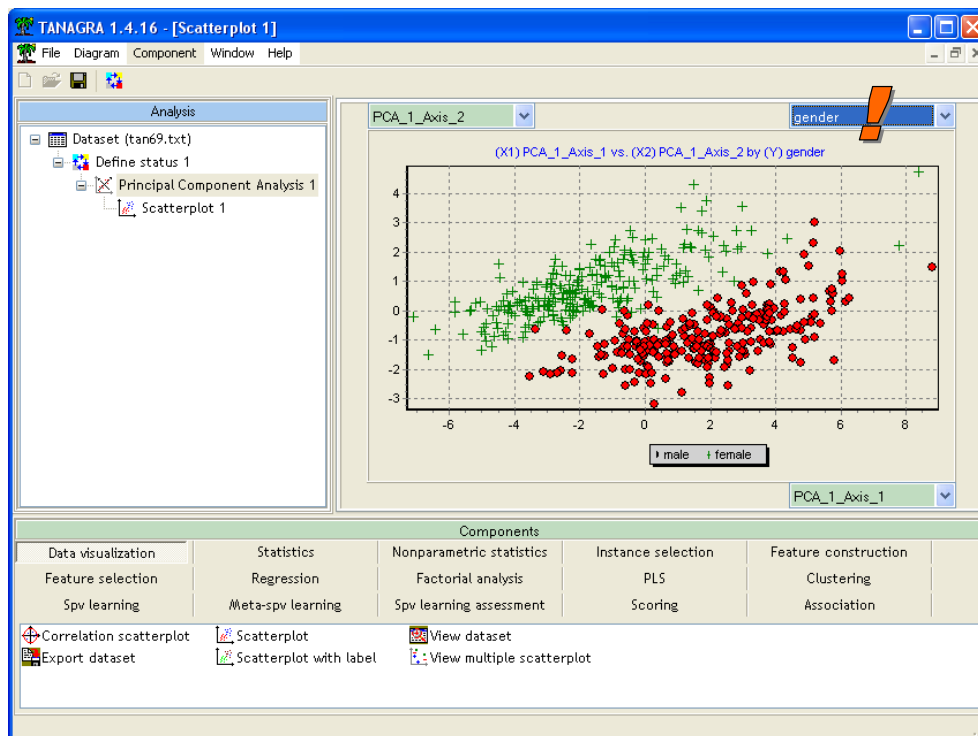 TANAGRA 1.4.16 - [Scatterplot 1]
File Diagram Component Window Help
Analysis
Dataset (tan69.txt)
Define status 1
Principal Component Analysis 1
Scatterplot 1
PCA_1_Axis_2
gender
(X1) PCA_1_Axis_1 vs. (X2) PCA_1_Axis_2 by (Y) gender
4
3
2
1
0
-1
-2
-3
-6 -4 -2 0 2 4 6 8
male female
PCA_1_Axis_1
Components
Data visualization Statistics Nonparametric statistics Instance selection Feature construction
Feature selection Regression Factorial analysis PLS Clustering
Spv learning Meta-spv learning Spv learning assessment Scoring Association
Correlation scatterplot Scatterplot View dataset
Export dataset Scatterplot with label View multiple scatterplot